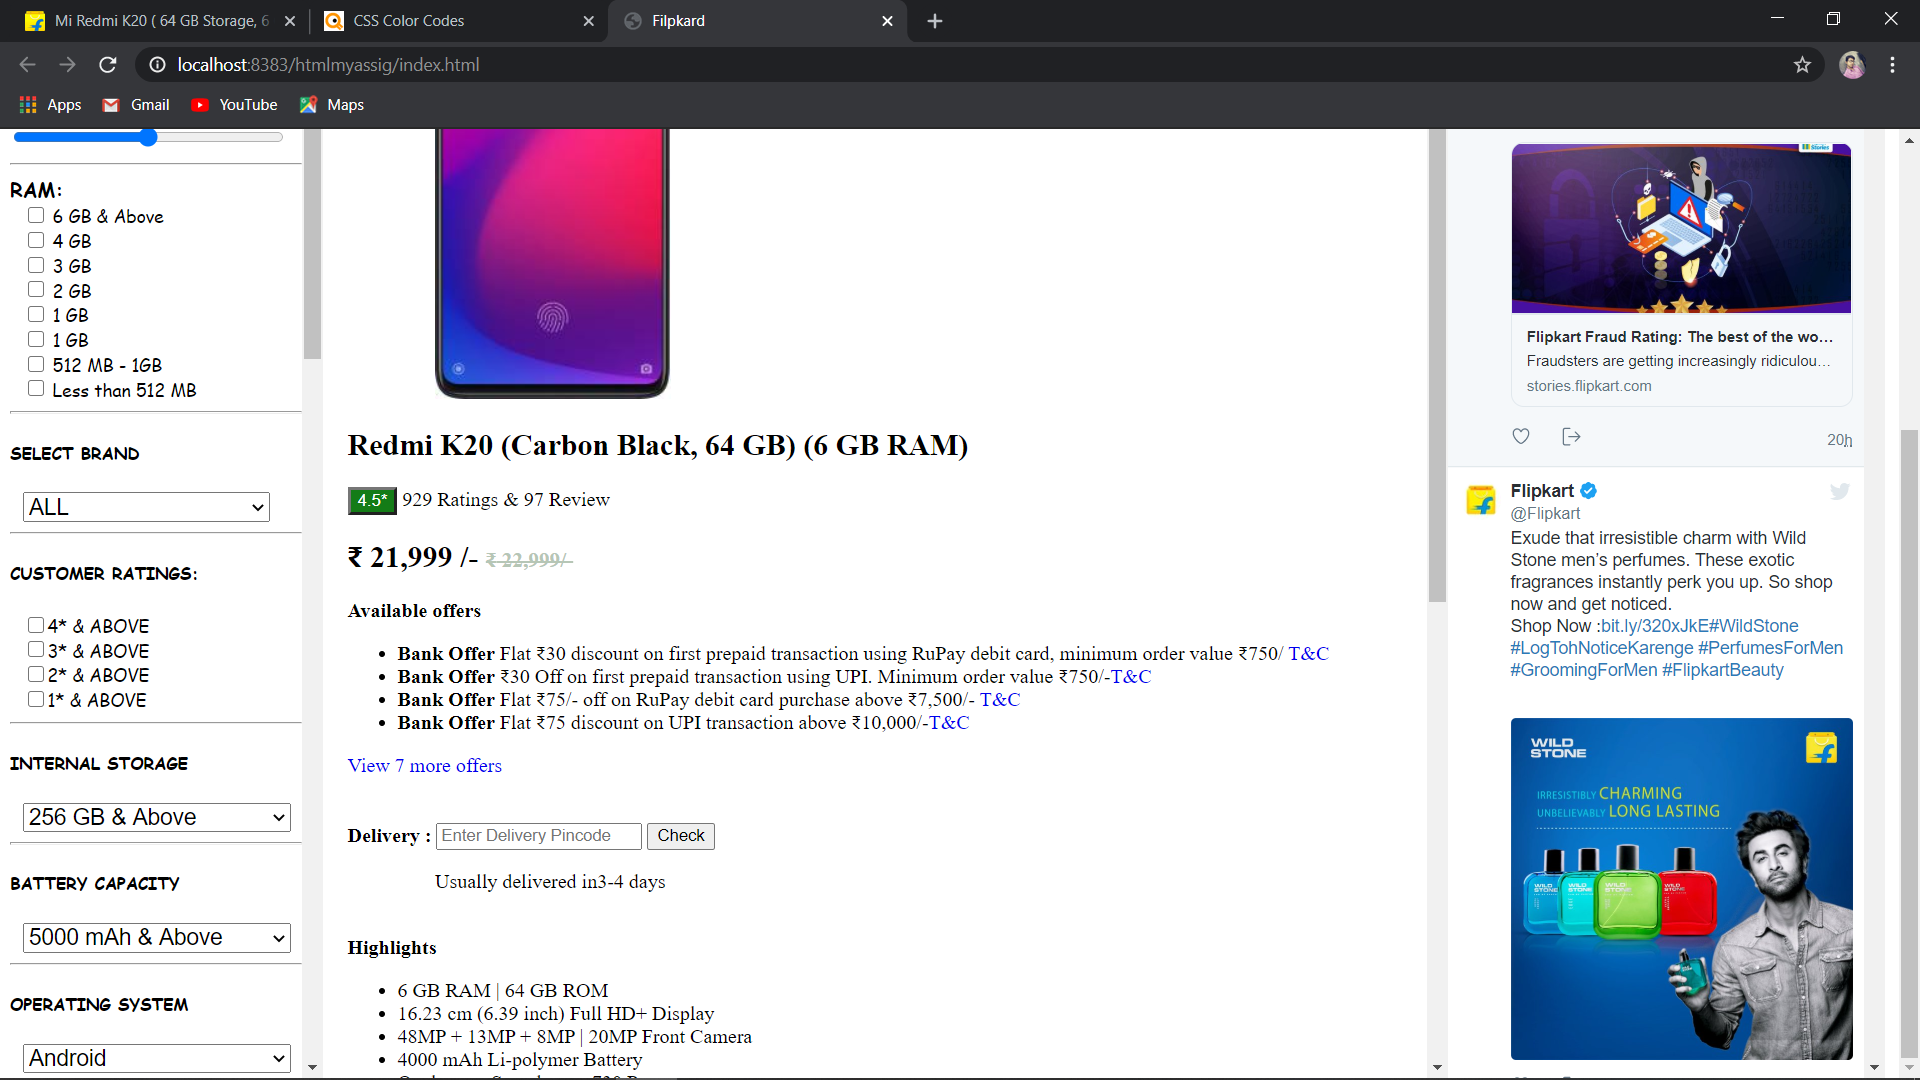 Mi Redmi K20 ( 64 GB Storage, 6
CSS Color Codes
Filpkard
localhost:8383/htmlmyassig/index.html
Apps
Gmail
YouTube
Maps
RAM:
6 GB & Above
4 GB
3 GB
2 GB
1 GB
1 GB
512 MB - 1GB
Less than 512 MB
SELECT BRAND
ALL
CUSTOMER RATINGS:
4* & ABOVE
3* & ABOVE
2* & ABOVE
1* & ABOVE
INTERNAL STORAGE
256 GB & Above
BATTERY CAPACITY
5000 mAh & Above
OPERATING SYSTEM
Android
Redmi K20 (Carbon Black, 64 GB) (6 GB RAM)
4.5* 929 Ratings & 97 Review
₹ 21,999 /- ₹ 22,999/-
Available offers
• Bank Offer Flat ₹30 discount on first prepaid transaction using RuPay debit card, minimum order value ₹750/ T&C
• Bank Offer ₹30 Off on first prepaid transaction using UPI. Minimum order value ₹750/-T&C
• Bank Offer Flat ₹75/- off on RuPay debit card purchase above ₹7,500/- T&C
• Bank Offer Flat ₹75 discount on UPI transaction above ₹10,000/-T&C
View 7 more offers
Delivery : Enter Delivery Pincode Check
Usually delivered in3-4 days
Highlights
• 6 GB RAM | 64 GB ROM
• 16.23 cm (6.39 inch) Full HD+ Display
• 48MP + 13MP + 8MP | 20MP Front Camera
• 4000 mAh Li-polymer Battery
Stories
Flipkart Fraud Rating: The best of the wo…
Fraudsters are getting increasingly ridiculou…
stories.flipkart.com
20h
Flipkart
@Flipkart
Exude that irresistible charm with Wild
Stone men’s perfumes. These exotic
fragrances instantly perk you up. So shop
now and get noticed.
Shop Now :bit.ly/320xJkE#WildStone
#LogTohNoticeKarenge #PerfumesForMen
#GroomingForMen #FlipkartBeauty
WILD
STONE
IRRESISTIBLY CHARMING
UNBELIEVABLY LONG LASTING
WILD
STONE
WILD
STONE
WILD
STONE
WILD
STONE